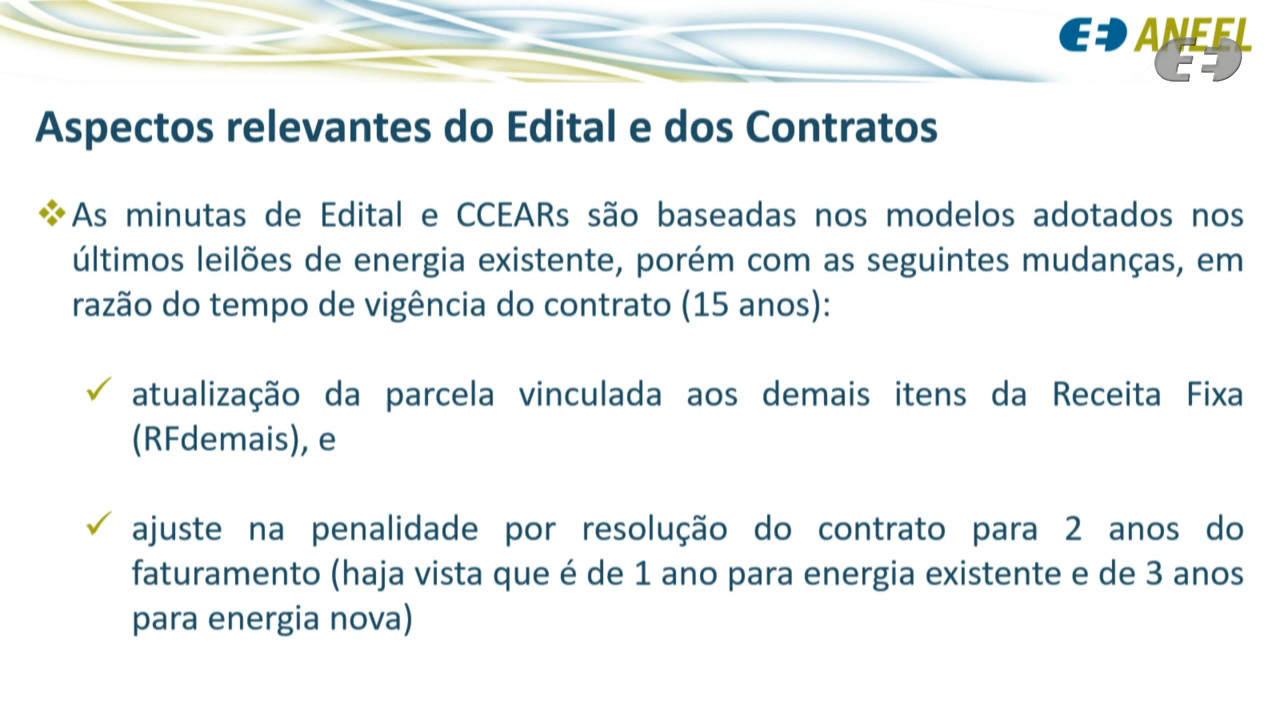 ANEEL
Aspectos relevantes do Edital e dos Contratos
As minutas de Edital e CCEARs são baseadas nos modelos adotados nos
últimos leilões de energia existente, porém com as seguintes mudanças, em
razão do tempo de vigência do contrato (15 anos):
atualização da parcela vinculada aos demais itens da Receita Fixa
(RFdemais), e
ajuste na penalidade por resolução do contrato para 2 anos do
faturamento (haja vista que é de 1 ano para energia existente e de 3 anos
para energia nova)